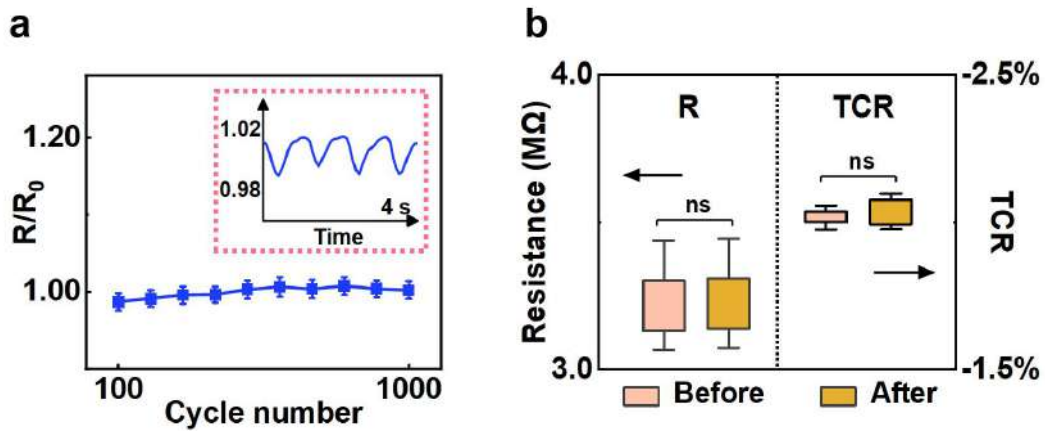 a
R/R0
1.20
1.00
100
1000
Cycle number
1.02
0.98
4 s
Time
b
Resistance (MΩ)
4.0
3.0
R
TCR
ns
ns
-2.5%
-1.5%
TCR
Before
After